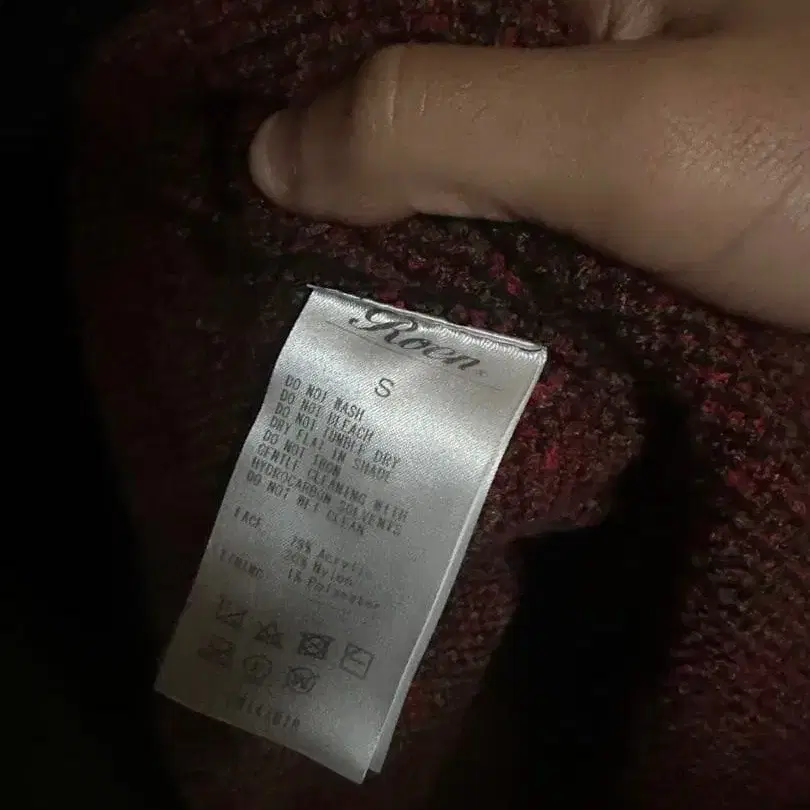 Roen
S
DO NOT WASH
DO NOT BLEACH
DO NOT TUMBLE DRY
DRY FLAT IN SHADE
DO NOT IRON
GENTLE CLEANING WITH
HYDROCARBON SOLVENTS
DO NOT WET CLEAN
FACE
79% Acrylic
20% Nylon
LINING 1% Polyester